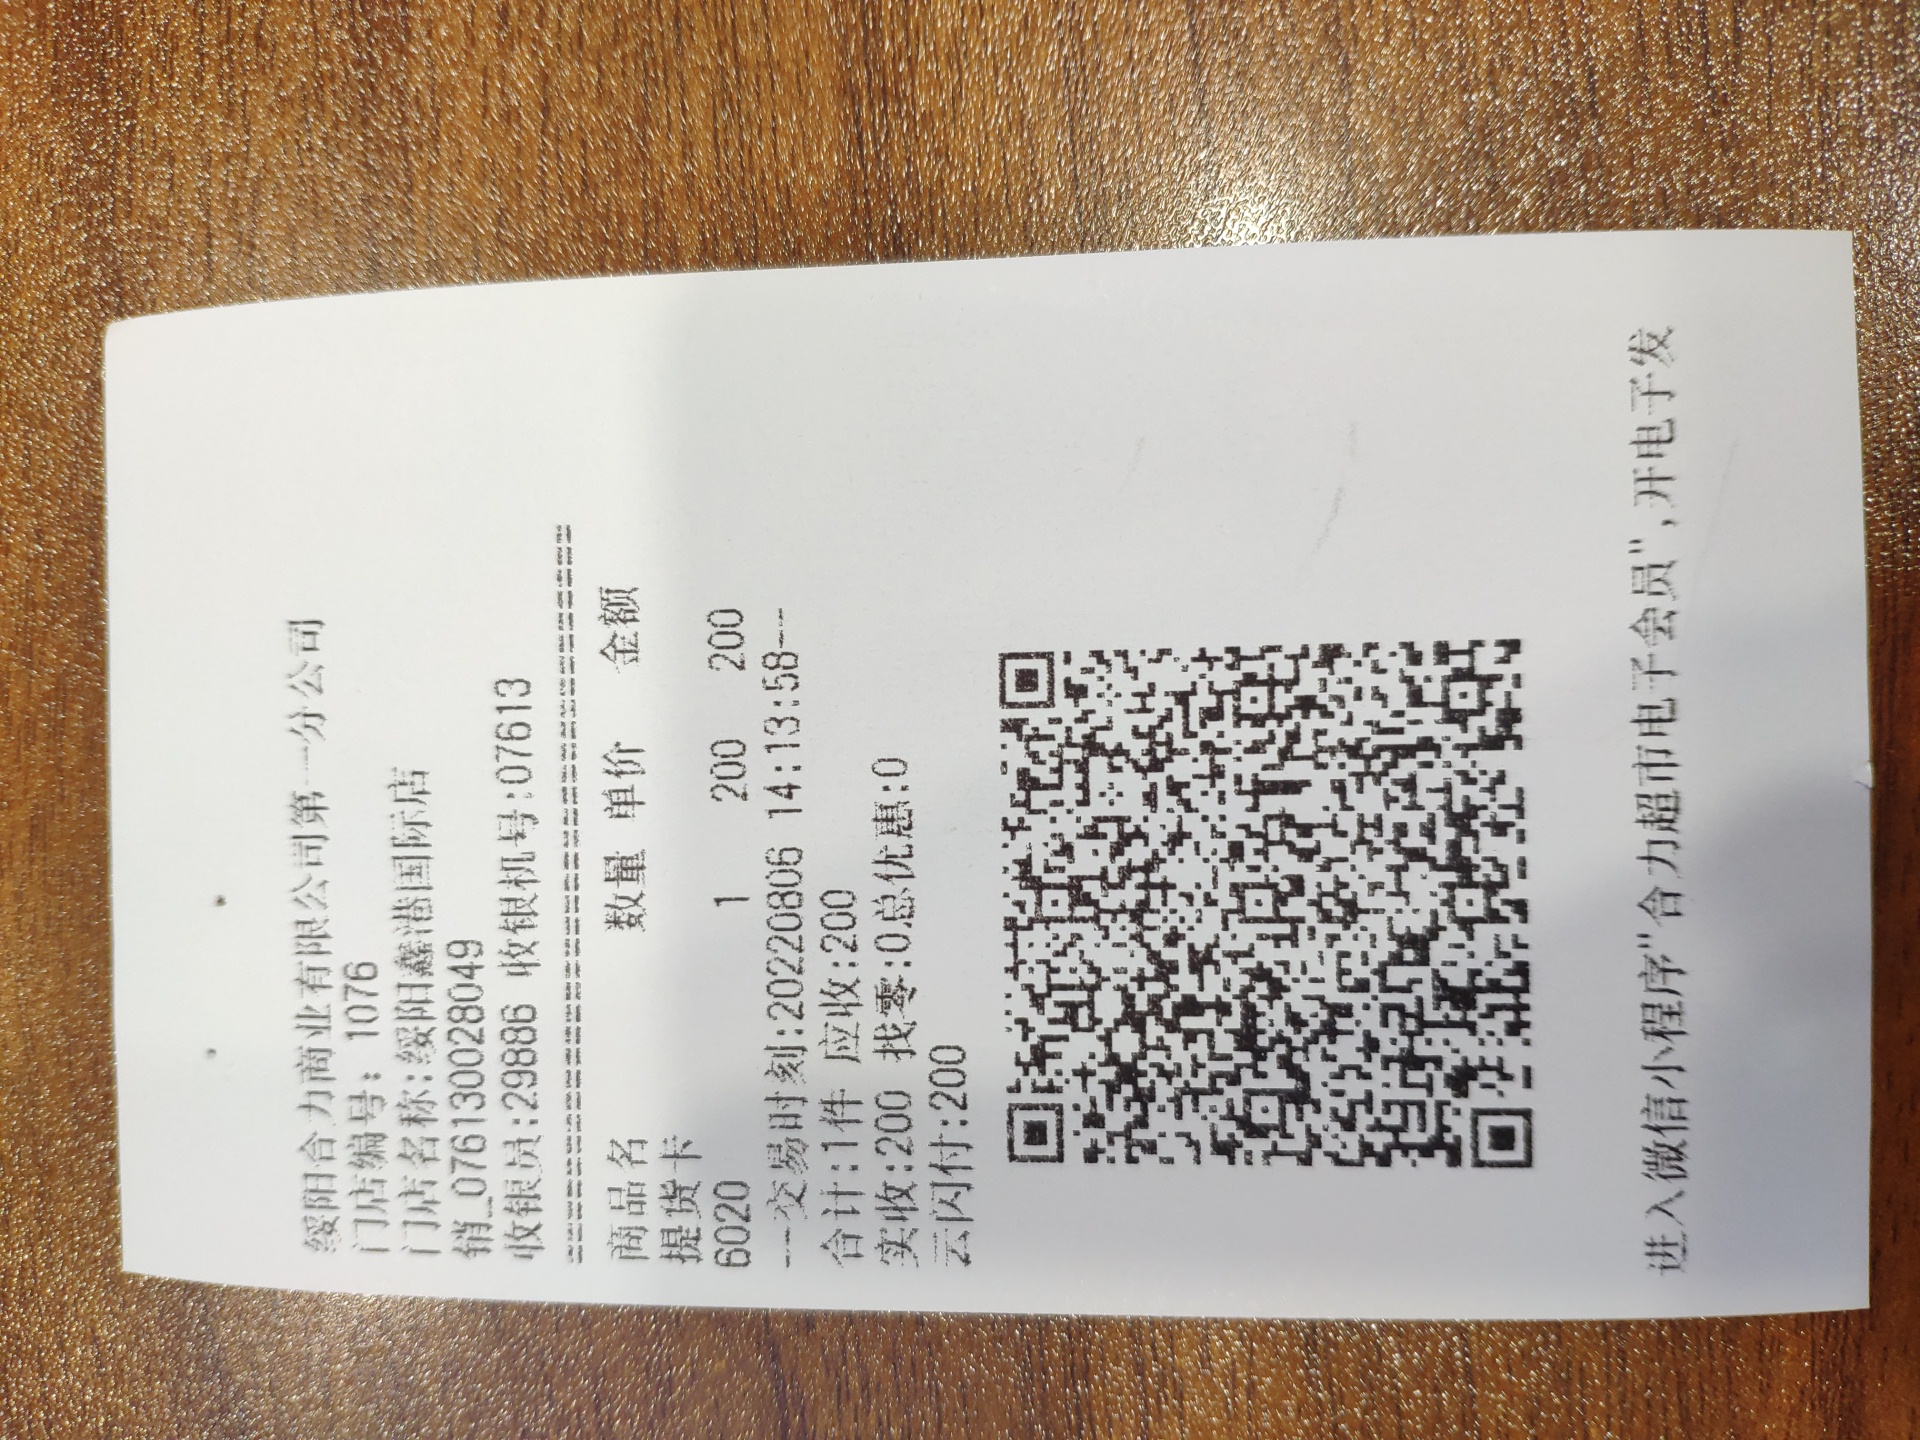 绥阳合力商业有限公司第一分公司
门店编号: 1076
门店名称:绥阳鑫港国际店
销_0761300280049
收银员:29886 收银机号:07613
================================
商品名 数量 单价 金额
提货卡
6020 1 200 200
---交易时刻:20220806 14:13:58---
合计:1件 应收:200
实收:200 找零:0总优惠:0
云闪付:200
进入微信小程序"合力超市电子会员",开电子发